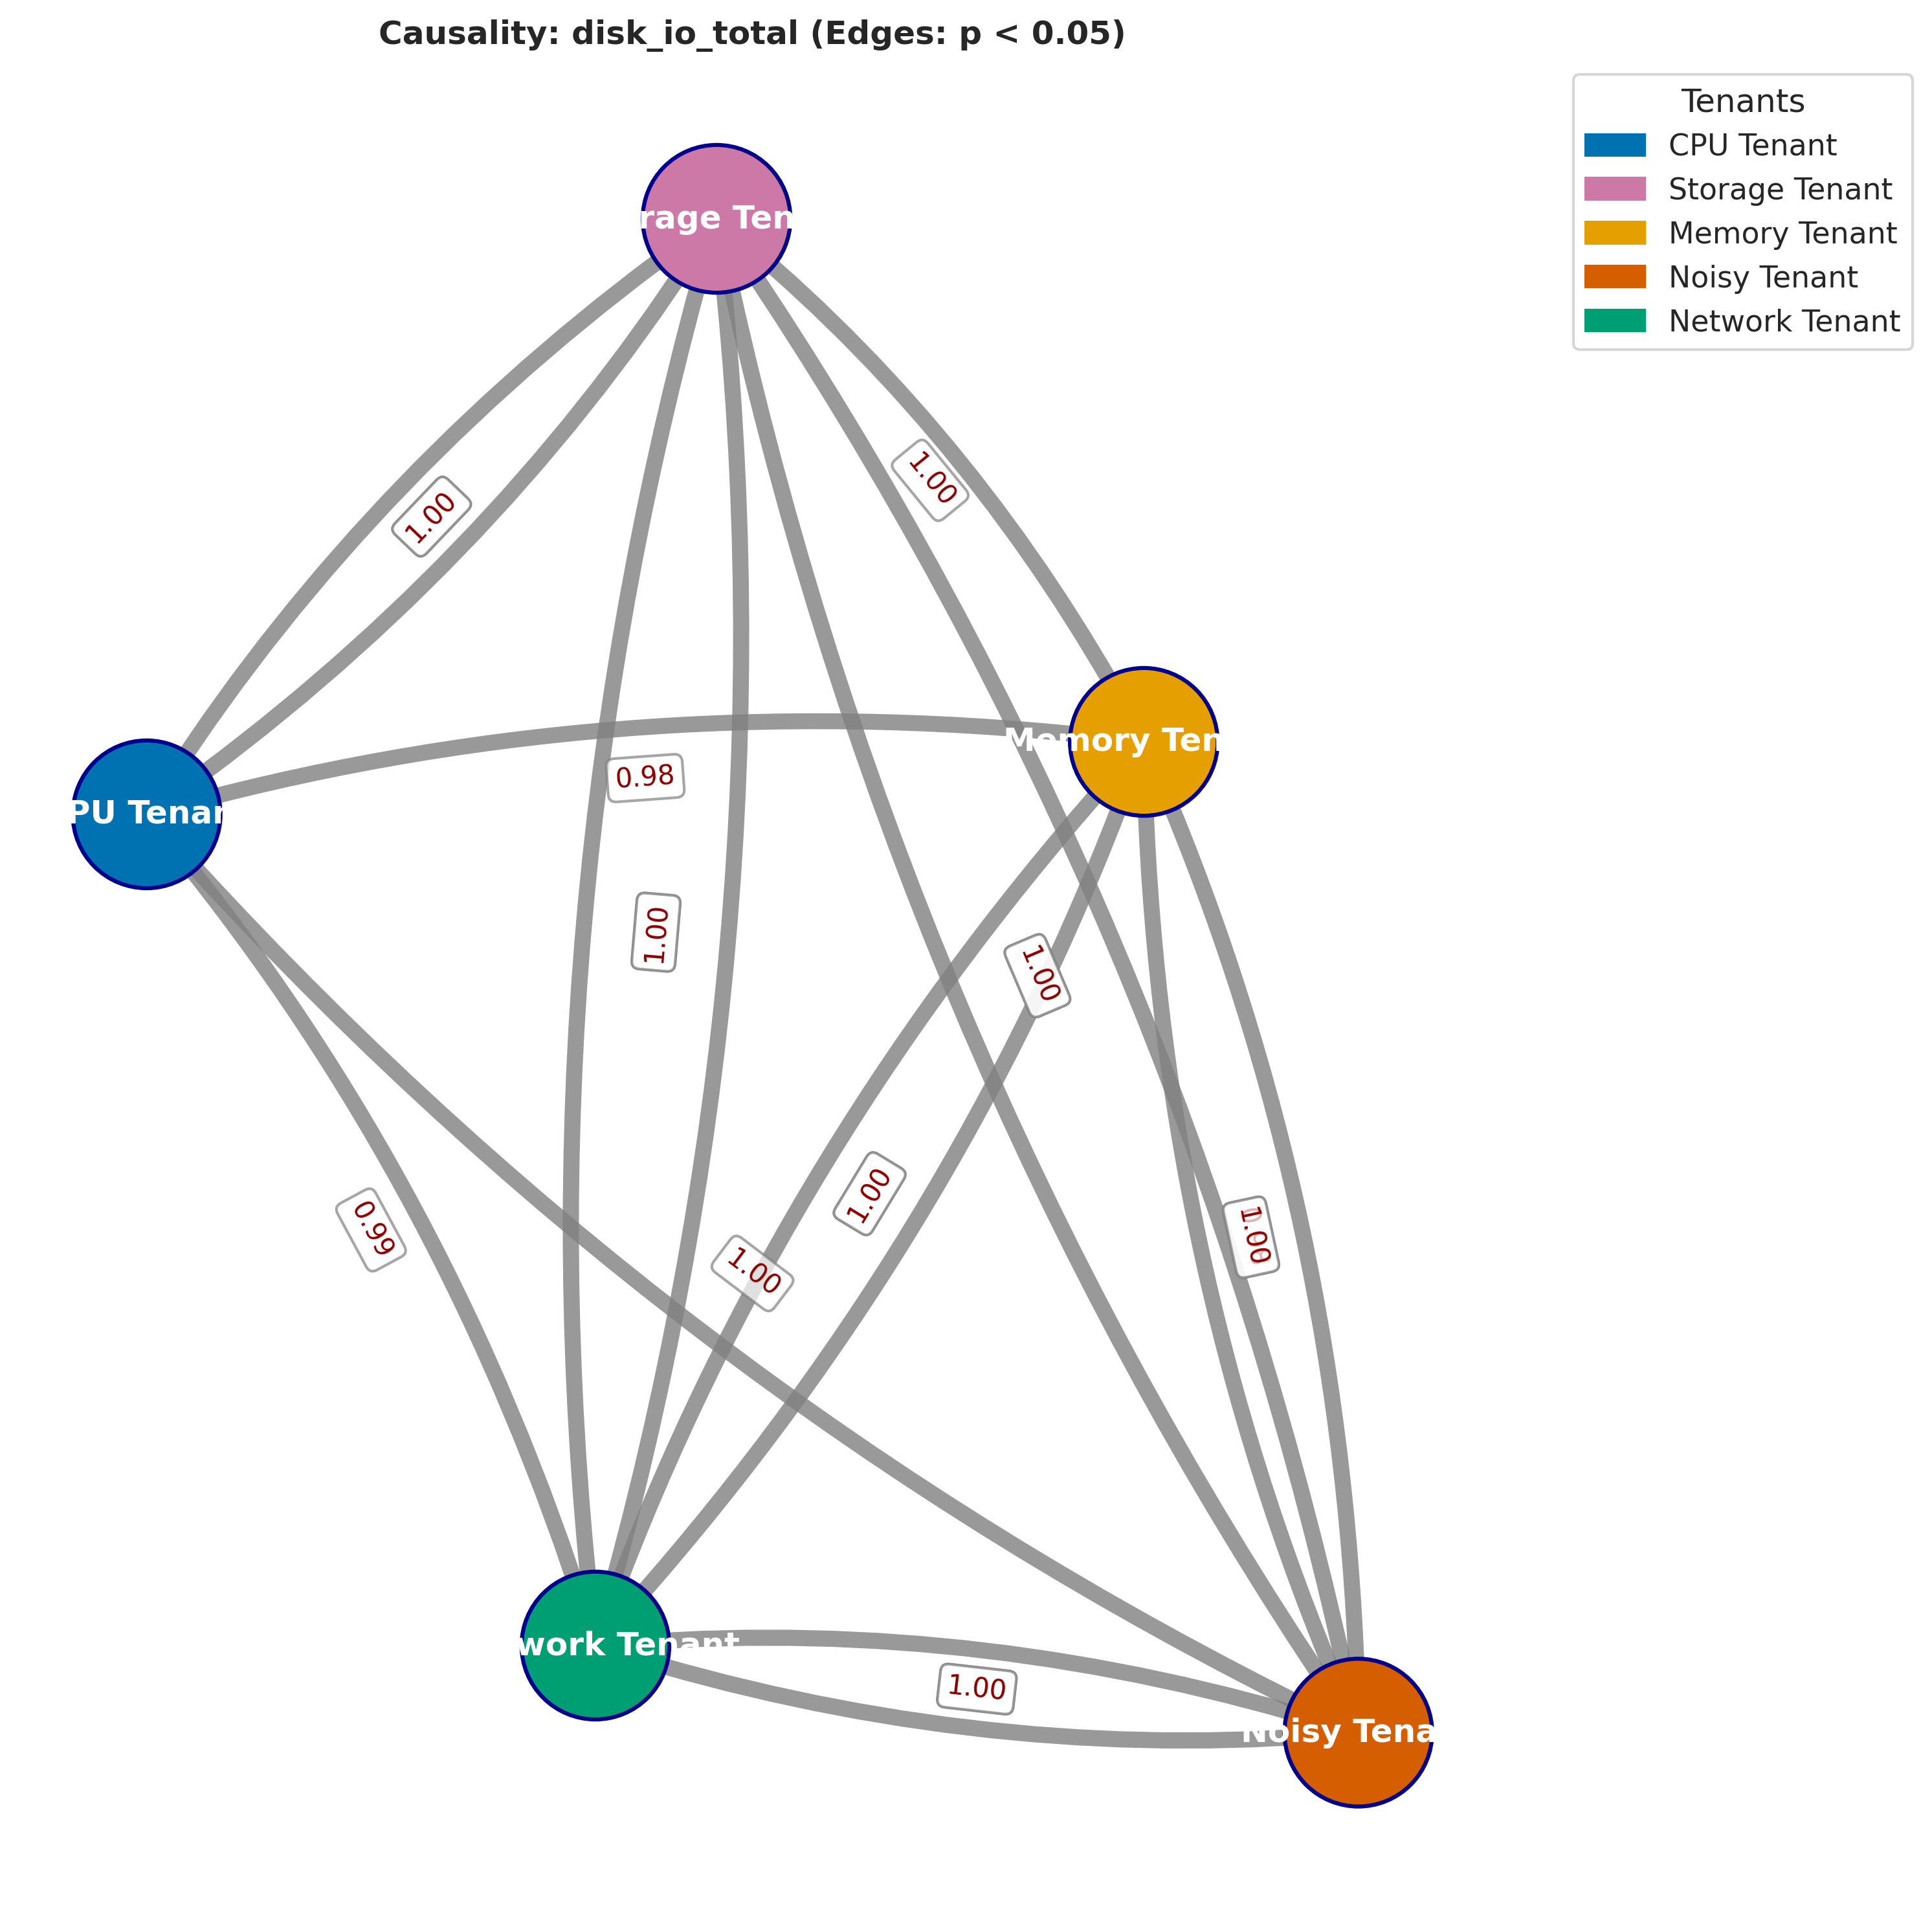 Causality: disk_io_total (Edges: p < 0.05)
Tenants
CPU Tenant
Storage Tenant
Memory Tenant
Noisy Tenant
Network Tenant
rage Ten
1.00
1.00
Memory Ten
0.98
PU Tenan
1.00
1.00
1.00
0.99
1.00
1.00
work Tenant
1.00
Noisy Tena